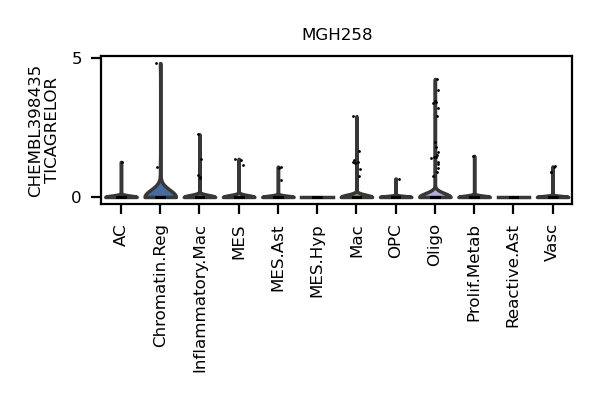 MGH258
CHEMBL398435
TICAGRELOR
5
0
AC
Chromatin.Reg
Inflammatory.Mac
MES
MES.Ast
MES.Hyp
Mac
OPC
Oligo
Prolif.Metab
Reactive.Ast
Vasc